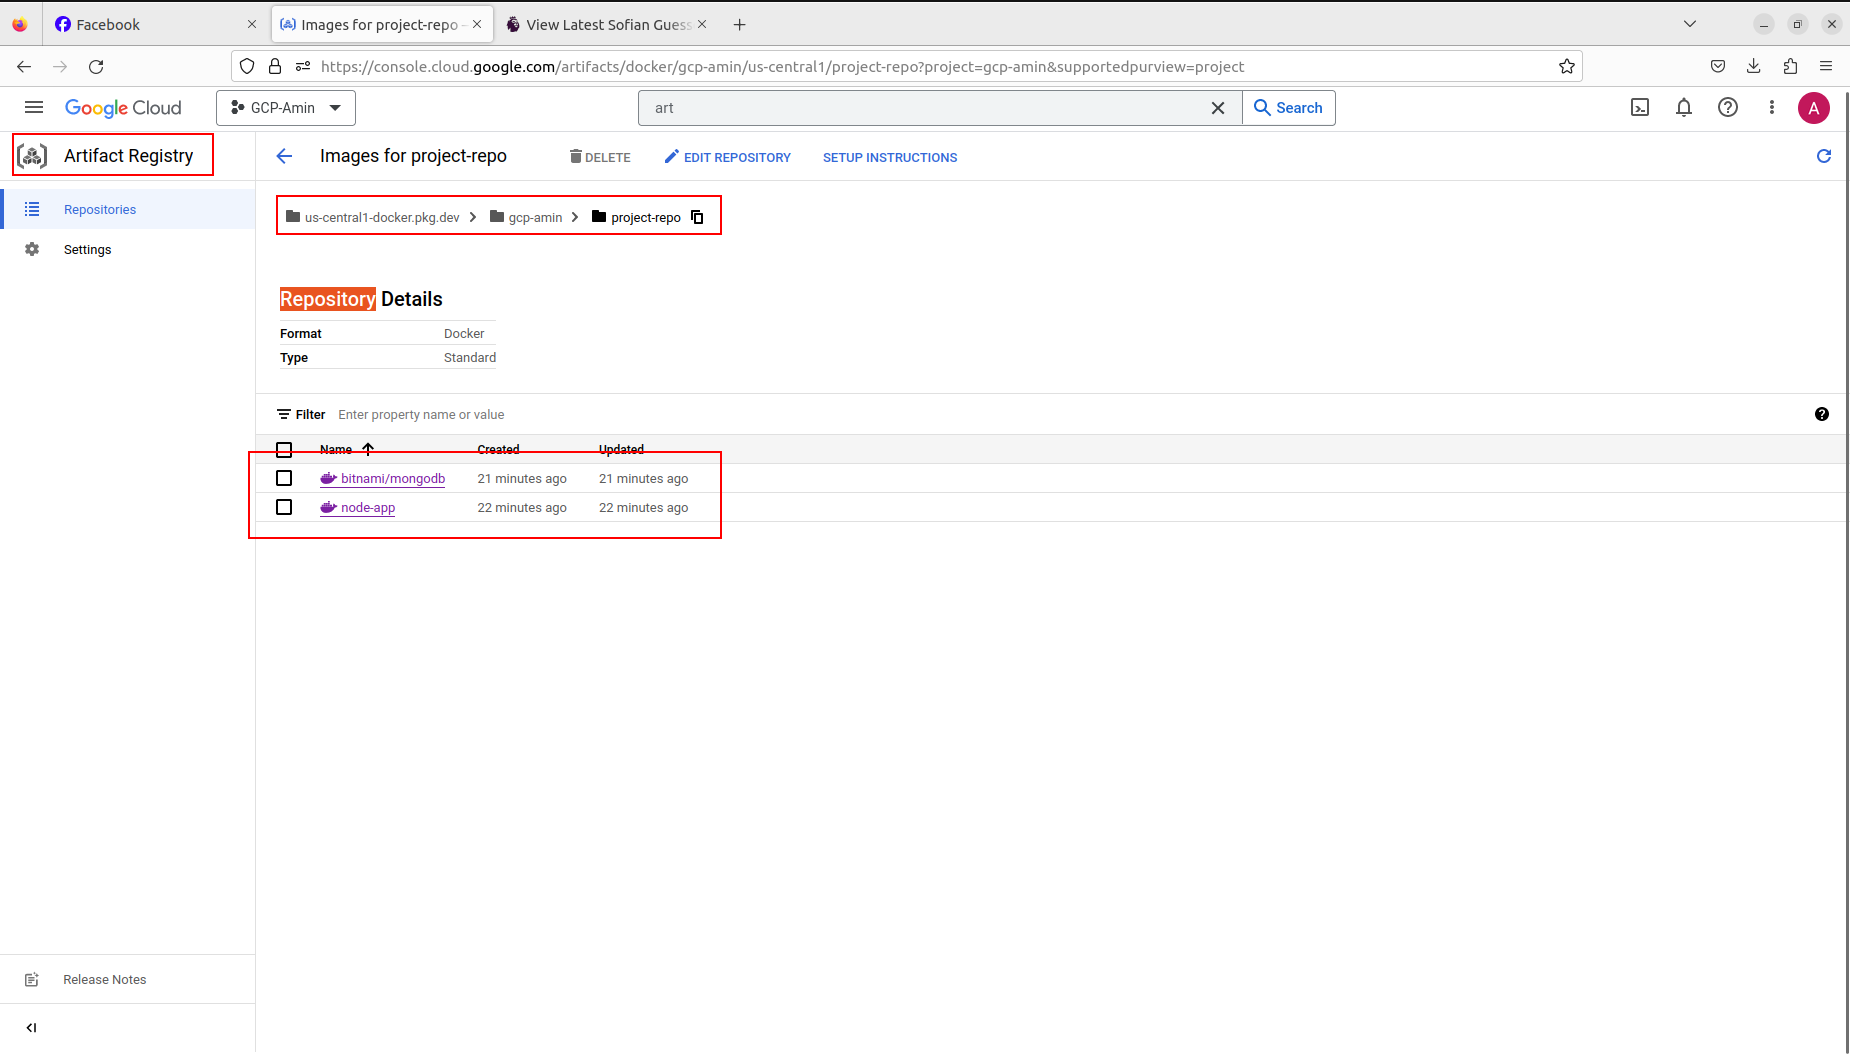 Facebook
Images for project-repo -
View Latest Sofian Guess
https://console.cloud.google.com/artifacts/docker/gcp-amin/us-central1/project-repo?project=gcp-amin&supportedpurview=project
Google Cloud
GCP-Amin
art
Search
A
Artifact Registry
Images for project-repo
DELETE
EDIT REPOSITORY
SETUP INSTRUCTIONS
Repositories
Settings
us-central1-docker.pkg.dev > gcp-amin > project-repo
Repository Details
Format Docker
Type Standard
Filter Enter property name or value
Name Created Updated
bitnami/mongodb 21 minutes ago 21 minutes ago
node-app 22 minutes ago 22 minutes ago
Release Notes